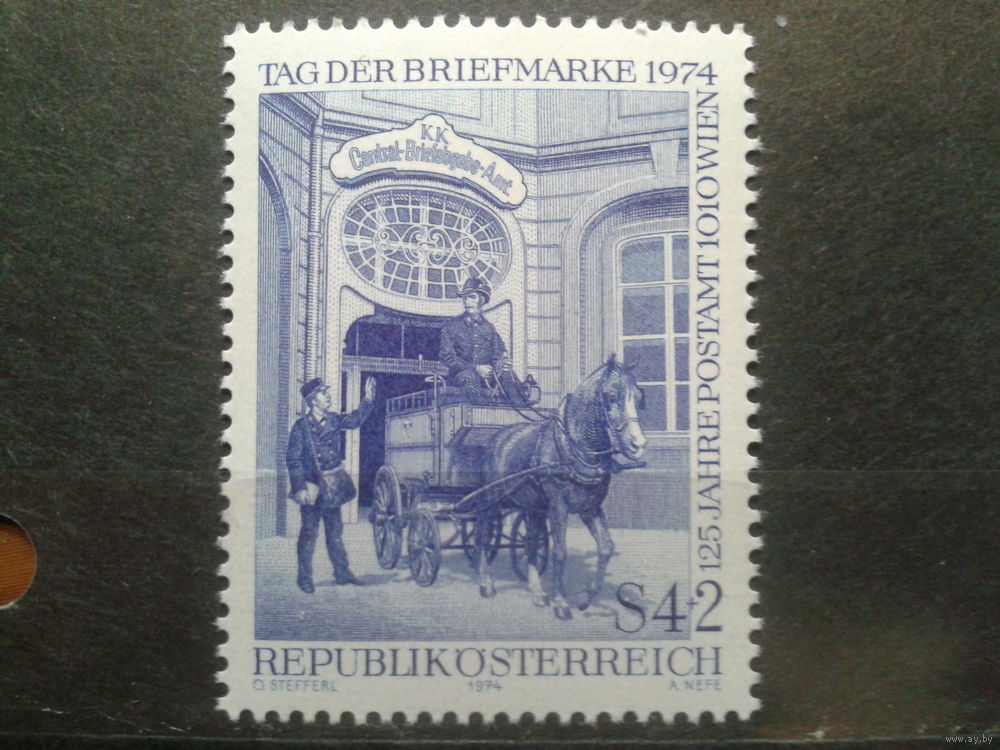 TAG DER BRIEFMARKE 1974
125 JAHRE POSTAMT 1010 WIEN
KK
Central-Briefabgabe-Amt.
S4+2
REPUBLIK ÖSTERREICH
O. STEFFERL 1974 A. NEFE
www.ay.by